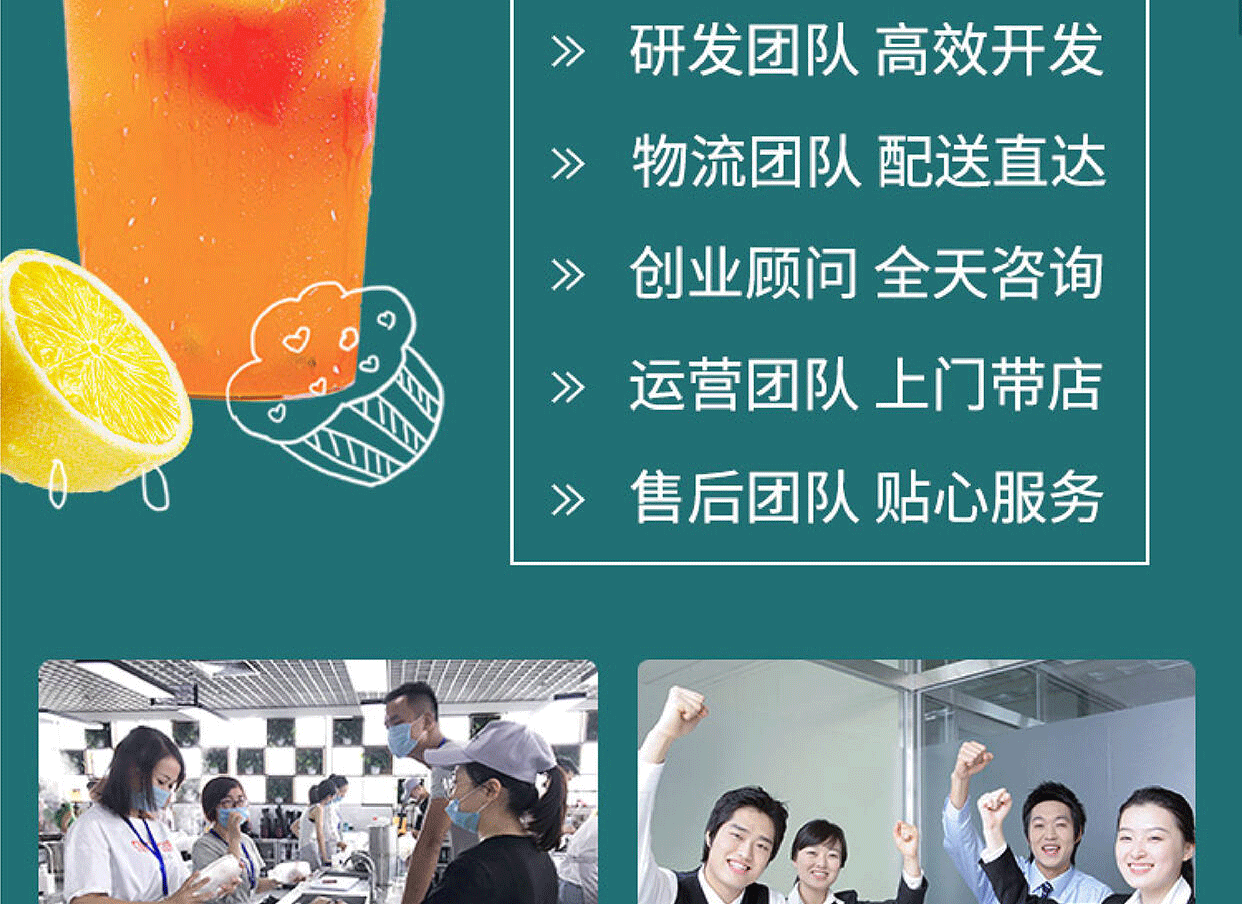 研发团队 高效开发
物流团队 配送直达
创业顾问 全天咨询
运营团队 上门带店
售后团队 贴心服务